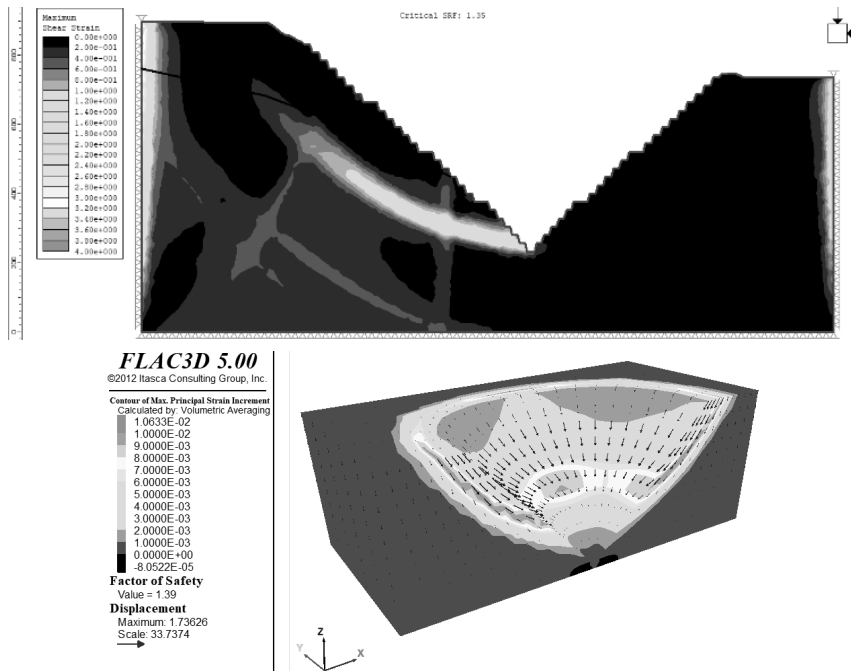 Critical SRF: 1.35
Maximum
Shear Strain
0.00e+000
2.00e-001
4.00e-001
6.00e-001
8.00e-001
1.00e+000
1.20e+000
1.40e+000
1.60e+000
1.80e+000
2.00e+000
2.20e+000
2.40e+000
2.60e+000
2.80e+000
3.00e+000
3.20e+000
3.40e+000
3.60e+000
3.80e+000
4.00e+000
800
600
400
200
0
FLAC3D 5.00
©2012 Itasca Consulting Group, Inc.
Contour of Max. Principal Strain Increment
Calculated by: Volumetric Averaging
1.0633E-02
1.0000E-02
9.0000E-03
8.0000E-03
7.0000E-03
6.0000E-03
5.0000E-03
4.0000E-03
3.0000E-03
2.0000E-03
1.0000E-03
0.0000E+00
-8.0522E-05
Factor of Safety
Value = 1.39
Displacement
Maximum: 1.73626
Scale: 33.7374
Z
Y
X